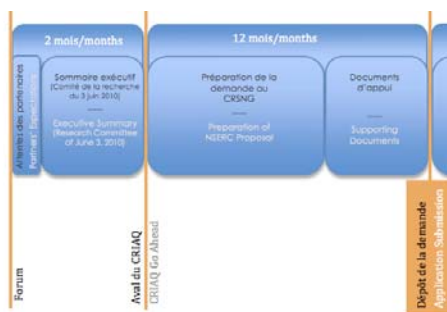 2 mois/months
12 mois/months
Attentes des partenaires
Partners' Expectations
Sommaire exécutif
(Comité de la recherche
du 3 juin 2010)
Executive Summary
(Research Committee
of June 3, 2010)
Préparation de la
demande au
CRSNG
Preparation of
NSERC Proposal
Documents
d'appui
Supporting
Documents
Forum
Aval du CRIAQ
CRIAQ Go Ahead
Dépôt de la demande
Application Submission